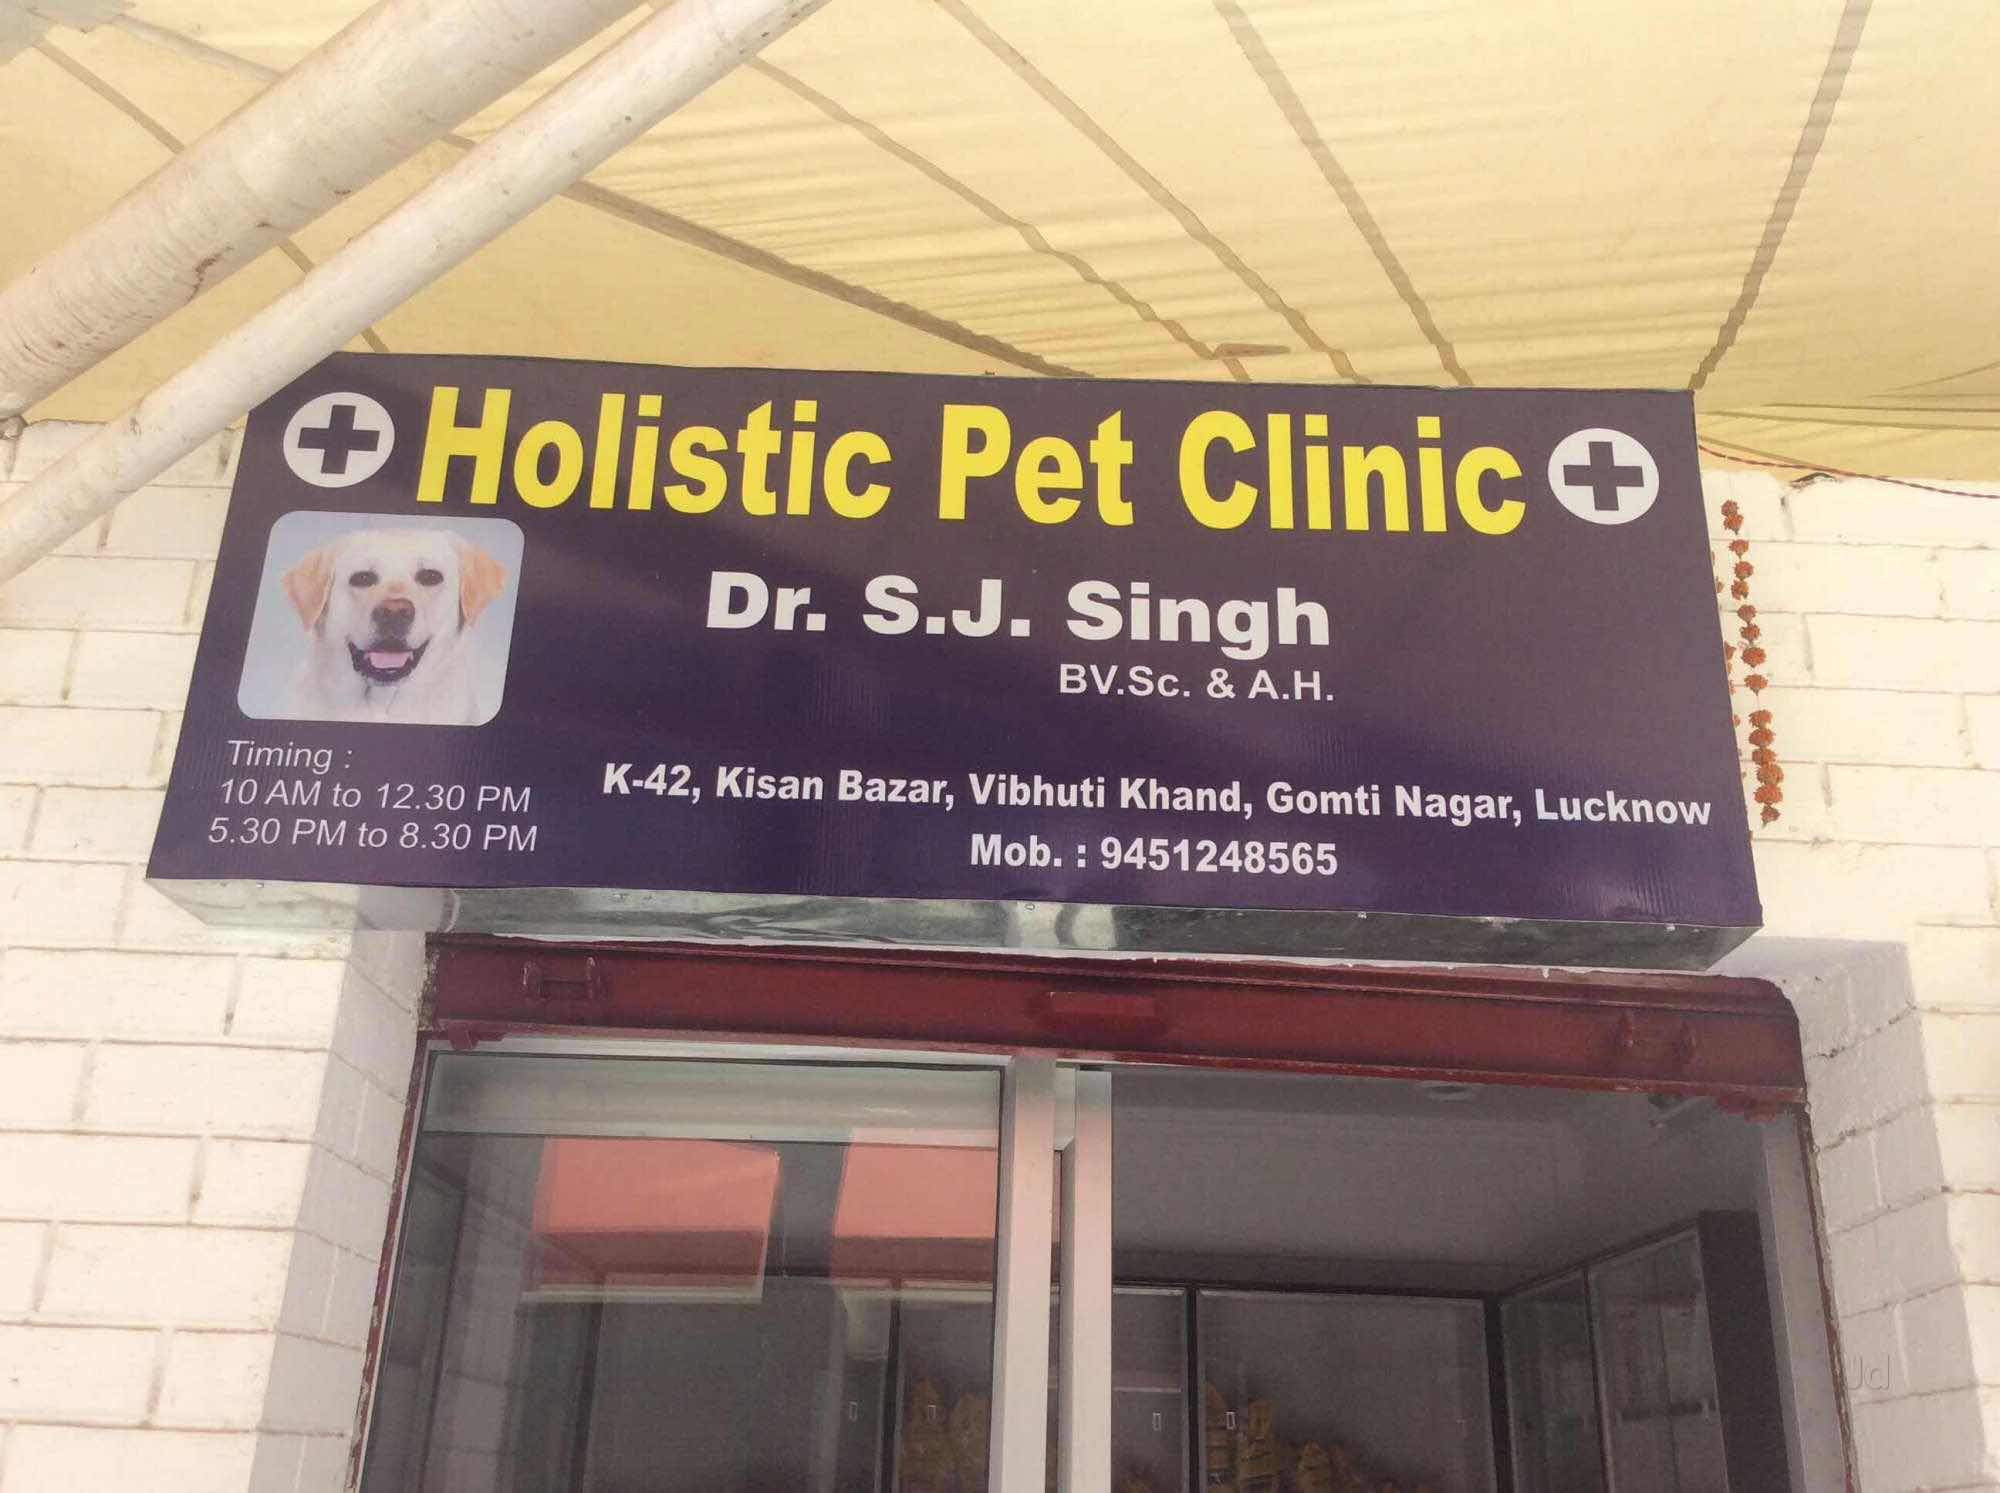 Holistic Pet Clinic
Dr. S.J. Singh
BV.Sc. & A.H.
Timing :
10 AM to 12.30 PM
5.30 PM to 8.30 PM
K-42, Kisan Bazar, Vibhuti Khand, Gomti Nagar, Lucknow
Mob. : 9451248565
Jd